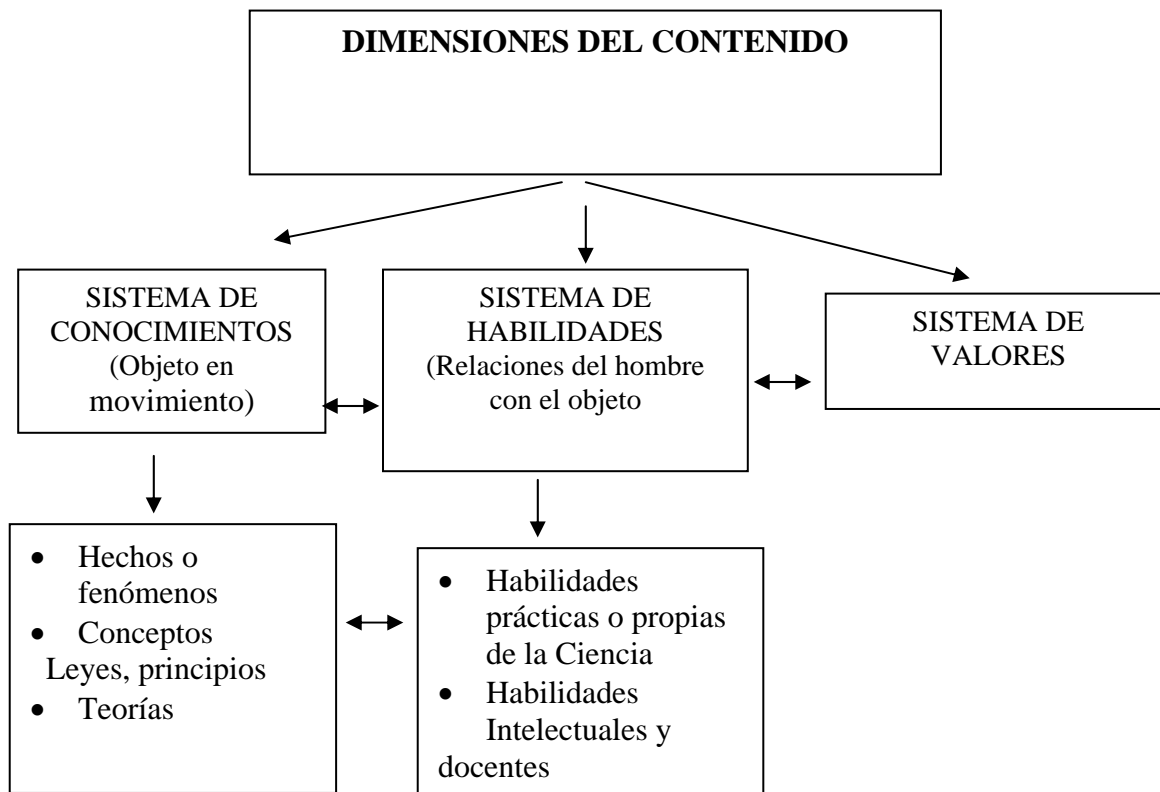 DIMENSIONES DEL CONTENIDO
SISTEMA DE
CONOCIMIENTOS
(Objeto en
movimiento)
SISTEMA DE
HABILIDADES
(Relaciones del hombre
con el objeto
SISTEMA DE
VALORES
• Hechos o
fenómenos
• Conceptos
Leyes, principios
• Teorías
• Habilidades
prácticas o propias
de la Ciencia
• Habilidades
Intelectuales y
docentes